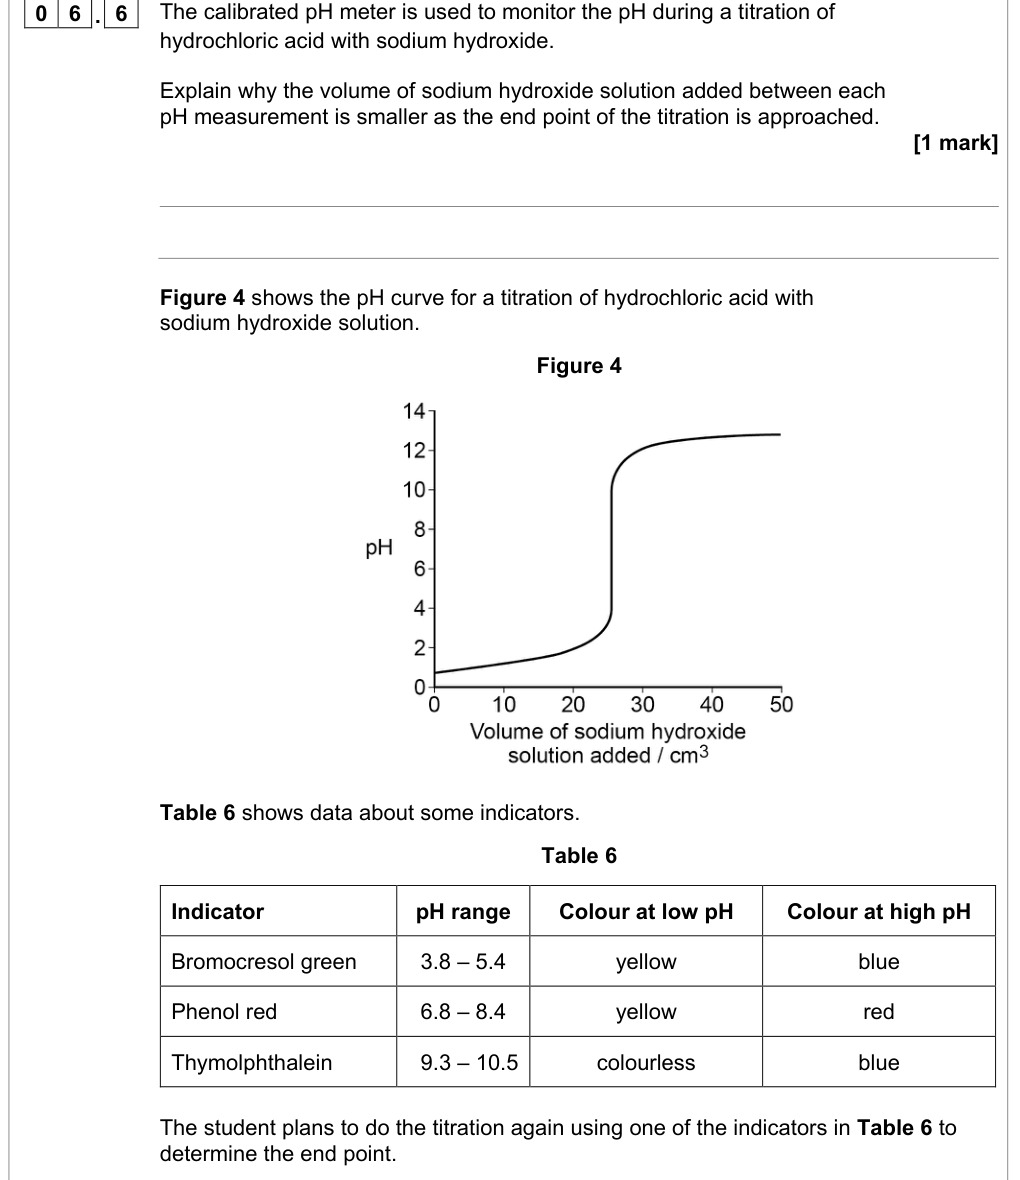 0 6 . 6 The calibrated pH meter is used to monitor the pH during a titration of
hydrochloric acid with sodium hydroxide.
Explain why the volume of sodium hydroxide solution added between each
pH measurement is smaller as the end point of the titration is approached.
[1 mark]
Figure 4 shows the pH curve for a titration of hydrochloric acid with
sodium hydroxide solution.
Figure 4
14
12
10
8
pH
6
4
2
0
0 10 20 30 40 50
Volume of sodium hydroxide
solution added / cm³
Table 6 shows data about some indicators.
Table 6
Indicator pH range Colour at low pH Colour at high pH
Bromocresol green 3.8 – 5.4 yellow blue
Phenol red 6.8 – 8.4 yellow red
Thymolphthalein 9.3 – 10.5 colourless blue
The student plans to do the titration again using one of the indicators in Table 6 to
determine the end point.